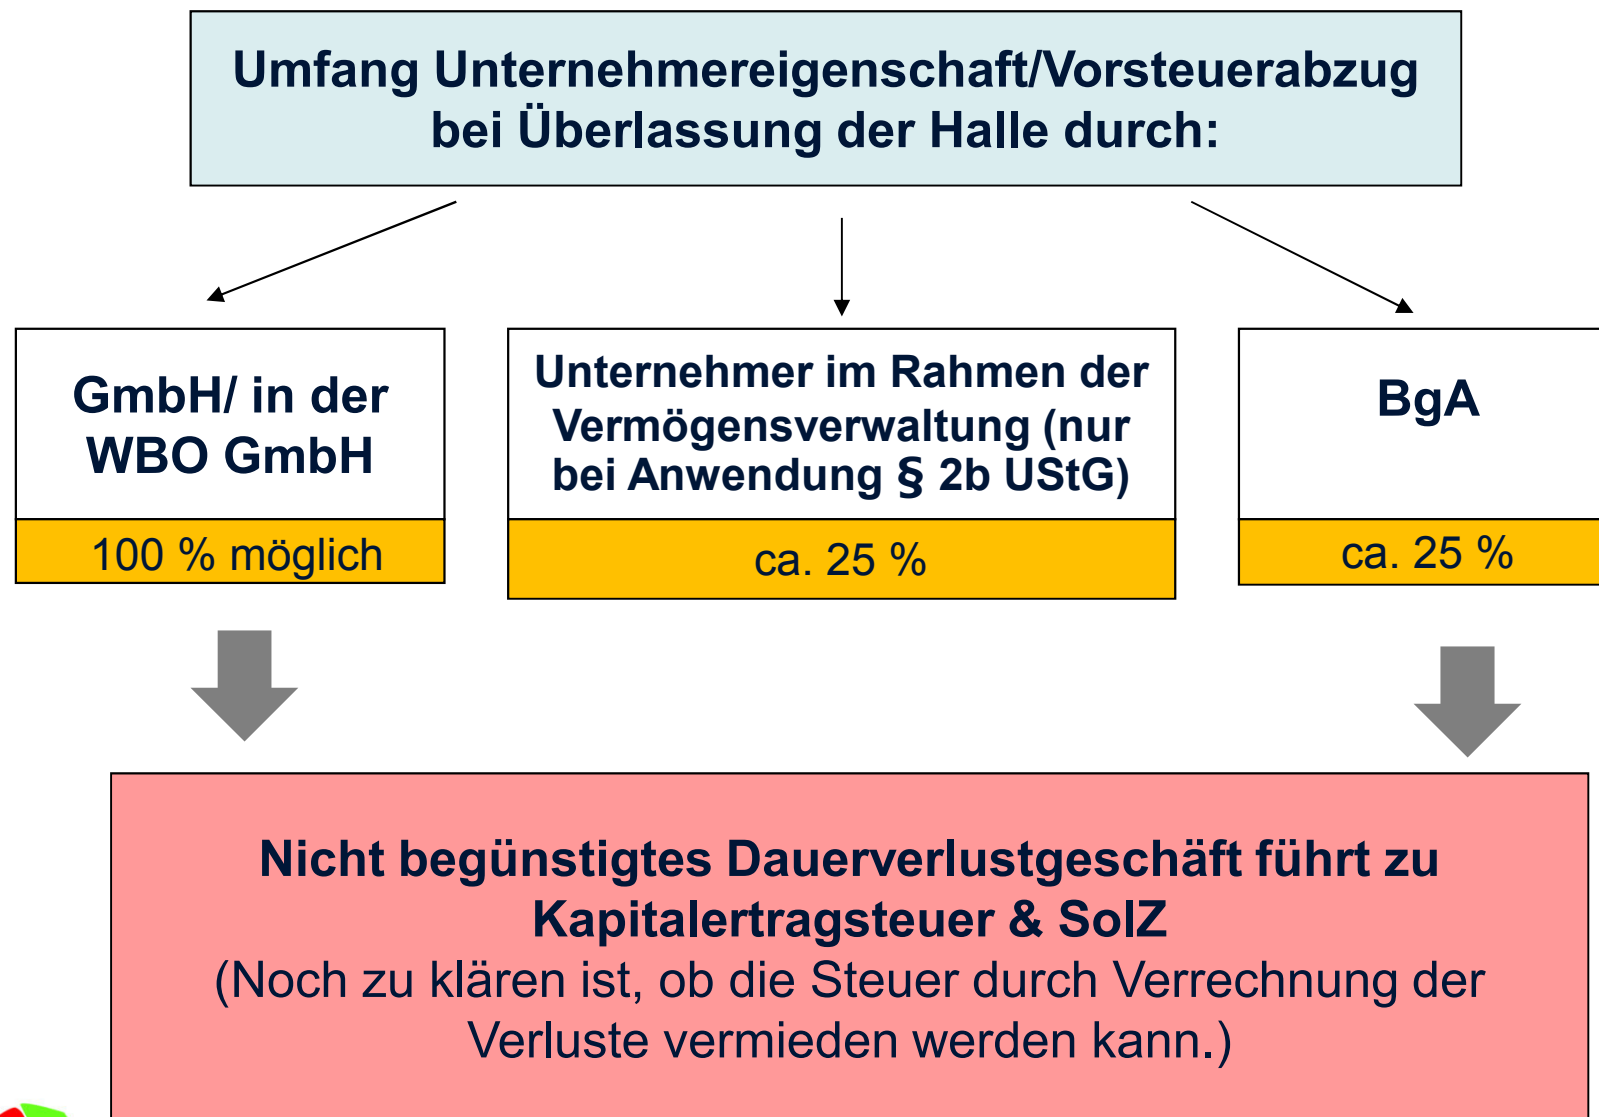 Umfang Unternehmereigenschaft/Vorsteuerabzug
bei Überlassung der Halle durch:
GmbH/ in der
WBO GmbH
100 % möglich
Unternehmer im Rahmen der
Vermögensverwaltung (nur
bei Anwendung § 2b UStG)
ca. 25 %
BgA
ca. 25 %
Nicht begünstigtes Dauerverlustgeschäft führt zu
Kapitalertragsteuer & SolZ
(Noch zu klären ist, ob die Steuer durch Verrechnung der
Verluste vermieden werden kann.)